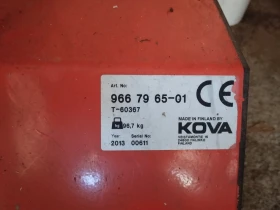 Art. No:
966 79 65-01
T-60367
MADE IN FINLAND BY
KOVA
96,7 kg
Year Serial No:
2013 00611
FINLAND
CE